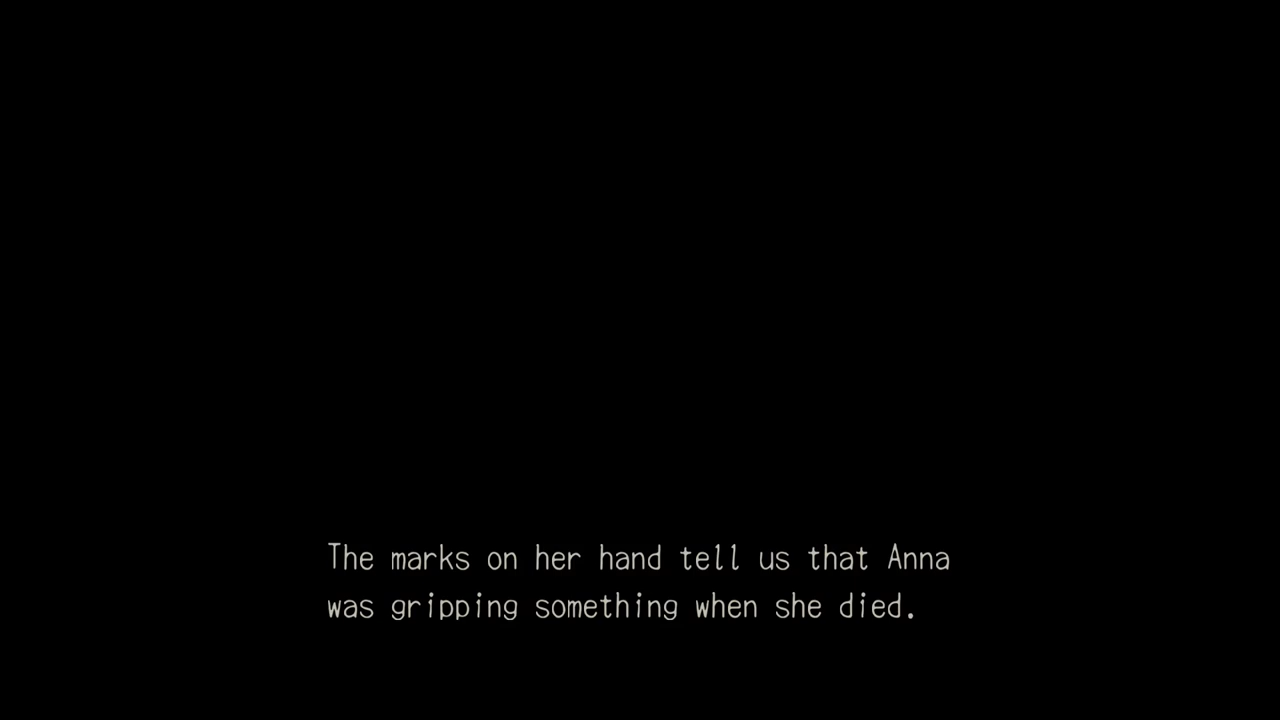 The marks on her hand tell us that Anna
was gripping something when she died.